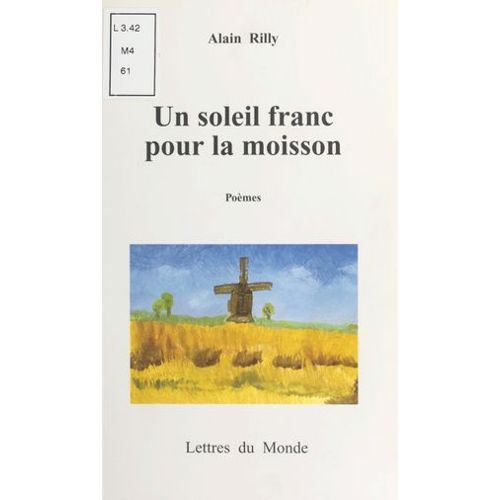 L 3.42
M4
61
Alain Rilly
Un soleil franc
pour la moisson
Poèmes
Lettres du Monde